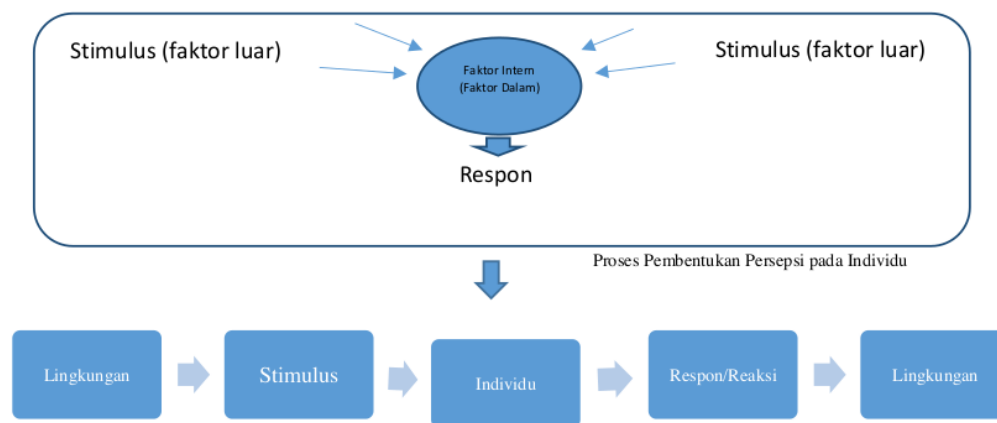 Stimulus (faktor luar)
Stimulus (faktor luar)
Faktor Intern
(Faktor Dalam)
Respon
Proses Pembentukan Persepsi pada Individu
Lingkungan
Stimulus
Individu
Respon/Reaksi
Lingkungan